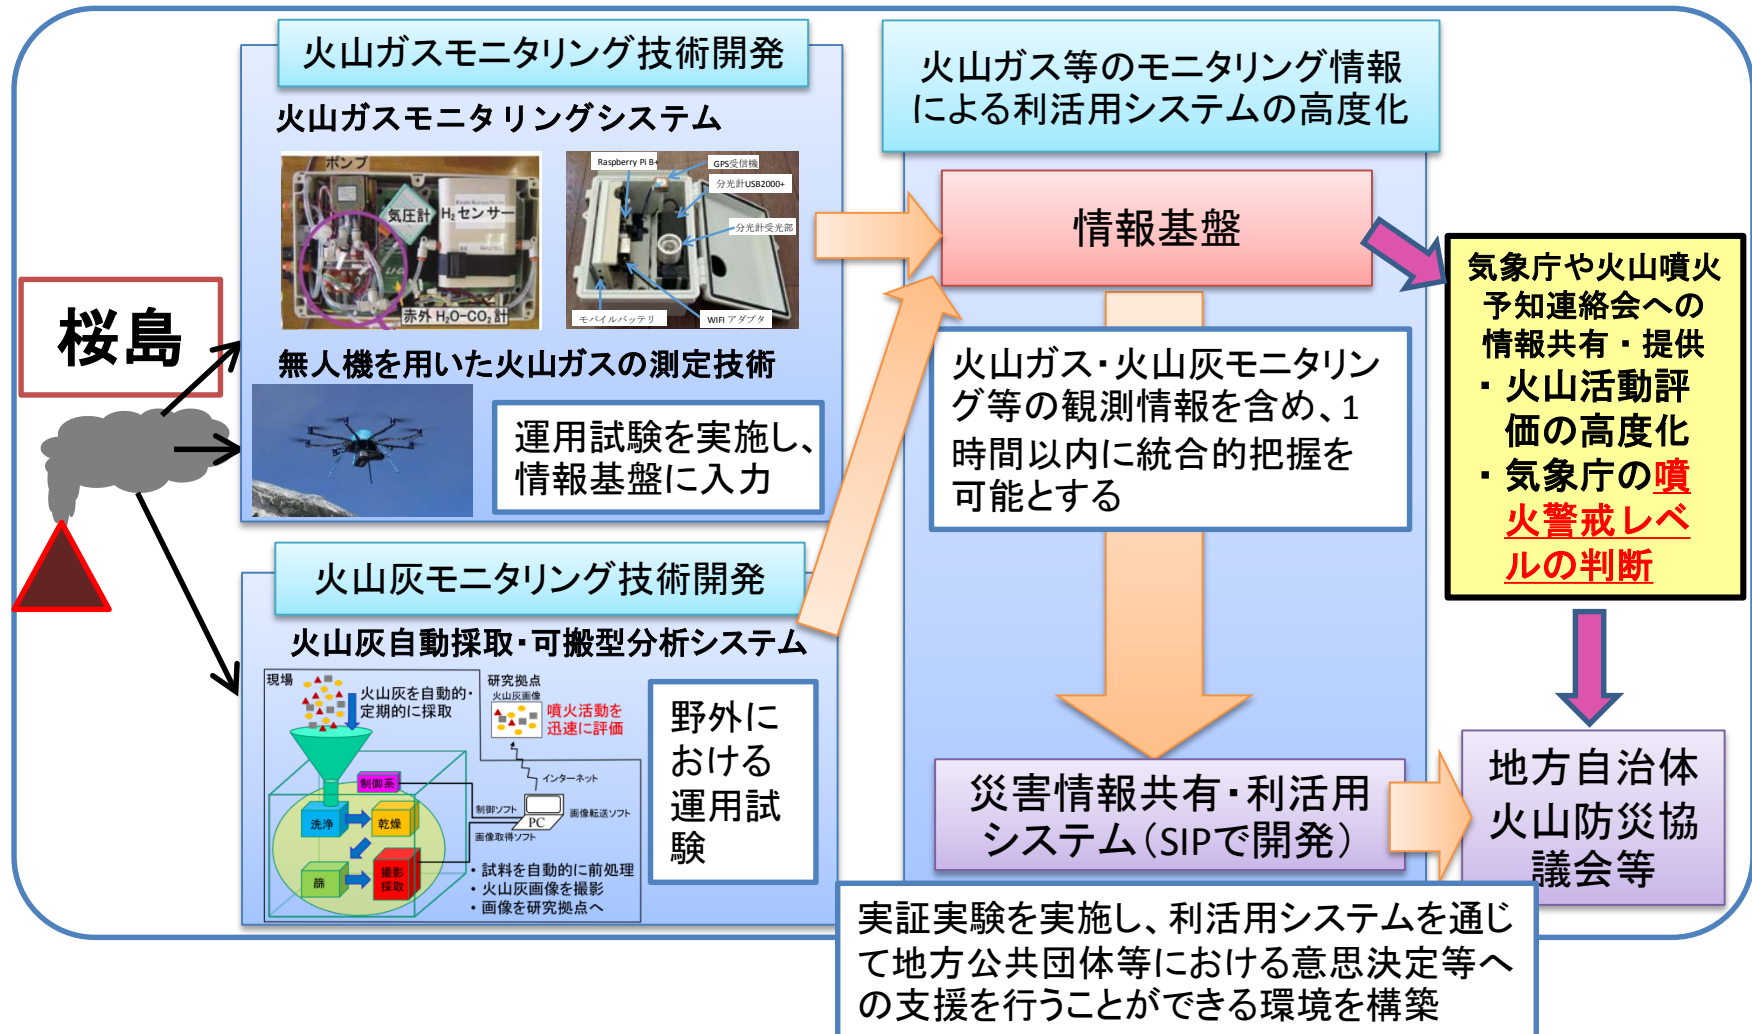 火山ガスモニタリング技術開発
火山ガスモニタリングシステム
ポンプ
気圧計
H₂センサー
赤外 H₂O-CO₂計
Raspberry Pi B+
GPS受信機
分光計USB2000+
分光計受光部
モバイルバッテリ
WIFI アダプタ
無人機を用いた火山ガスの測定技術
運用試験を実施し、
情報基盤に入力
桜島
火山灰モニタリング技術開発
火山灰自動採取・可搬型分析システム
現場
火山灰を自動的・
定期的に採取
研究拠点
火山灰画像
噴火活動を
迅速に評価
インターネット
制御系
制御ソフト
画像転送ソフト
PC
画像取得ソフト
洗浄
乾燥
篩
撮影
採取
・試料を自動的に前処理
・火山灰画像を撮影
・画像を研究拠点へ
野外に
おける
運用試
験
火山ガス等のモニタリング情報
による利活用システムの高度化
情報基盤
火山ガス・火山灰モニタリン
グ等の観測情報を含め、1
時間以内に統合的把握を
可能とする
災害情報共有・利活用
システム（SIPで開発）
気象庁や火山噴火
予知連絡会への
情報共有・提供
・火山活動評
価の高度化
・気象庁の噴
火警戒レベ
ルの判断
地方自治体
火山防災協
議会等
実証実験を実施し、利活用システムを通じ
て地方公共団体等における意思決定等へ
の支援を行うことができる環境を構築